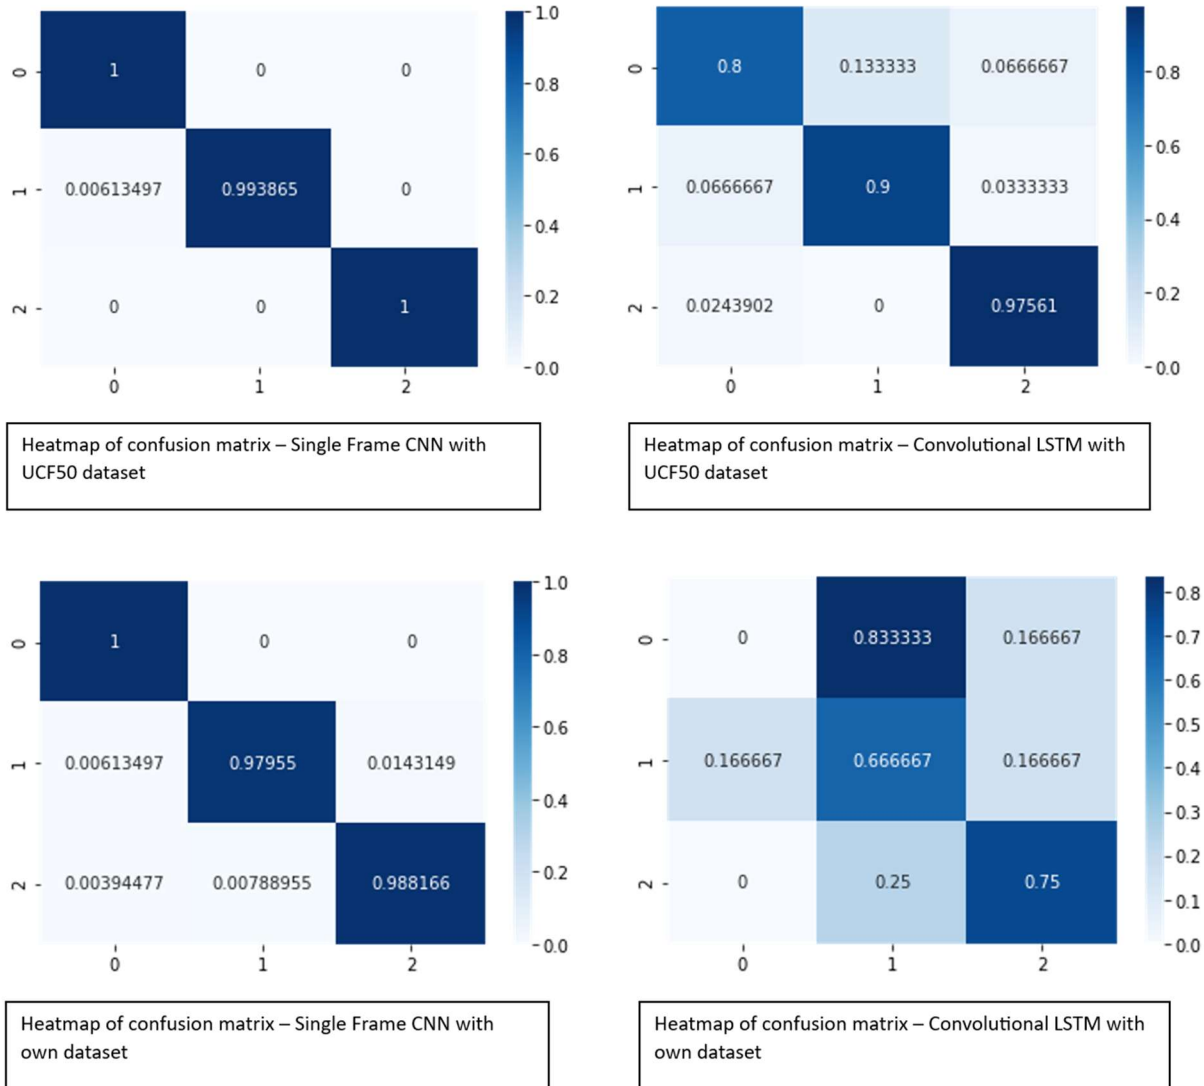 1 0 0
0.00613497 0.993865 0
0 0 1
0 1 2
0 1 2
1.0
0.8
0.6
0.4
0.2
0.0
Heatmap of confusion matrix – Single Frame CNN with
UCF50 dataset
0.8 0.133333 0.0666667
0.0666667 0.9 0.0333333
0.0243902 0 0.97561
0 1 2
0 1 2
0.8
0.6
0.4
0.2
0.0
Heatmap of confusion matrix – Convolutional LSTM with
UCF50 dataset
1 0 0
0.00613497 0.97955 0.0143149
0.00394477 0.00788955 0.988166
0 1 2
0 1 2
1.0
0.8
0.6
0.4
0.2
0.0
Heatmap of confusion matrix – Single Frame CNN with
own dataset
0 0.833333 0.166667
0.166667 0.666667 0.166667
0 0.25 0.75
0 1 2
0 1 2
0.8
0.7
0.6
0.5
0.4
0.3
0.2
0.1
0.0
Heatmap of confusion matrix – Convolutional LSTM with
own dataset